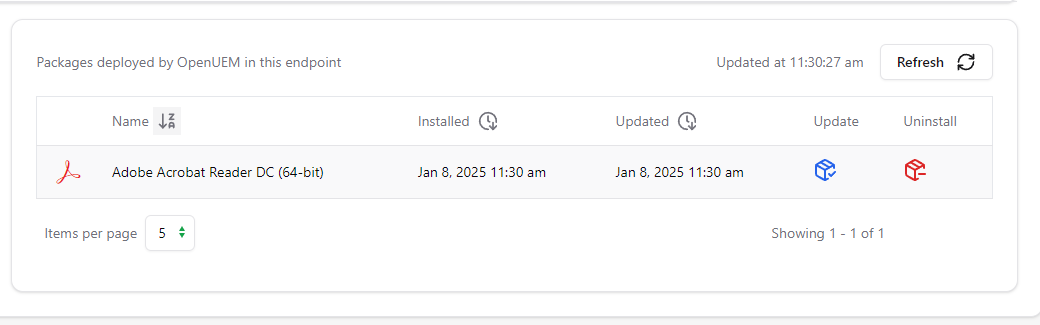 Packages deployed by OpenUEM in this endpoint
Updated at 11:30:27 am
Refresh
Name
Installed
Updated
Update
Uninstall
Adobe Acrobat Reader DC (64-bit)
Jan 8, 2025 11:30 am
Jan 8, 2025 11:30 am
Items per page
5
Showing 1 - 1 of 1